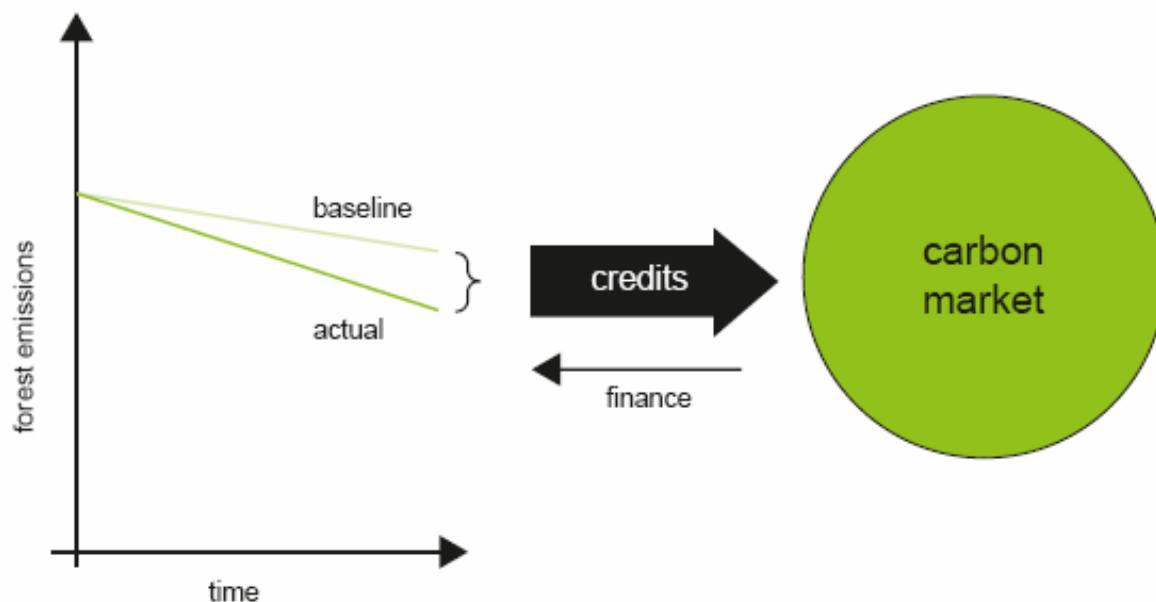 forest emissions
baseline
actual
time
credits
finance
carbon
market